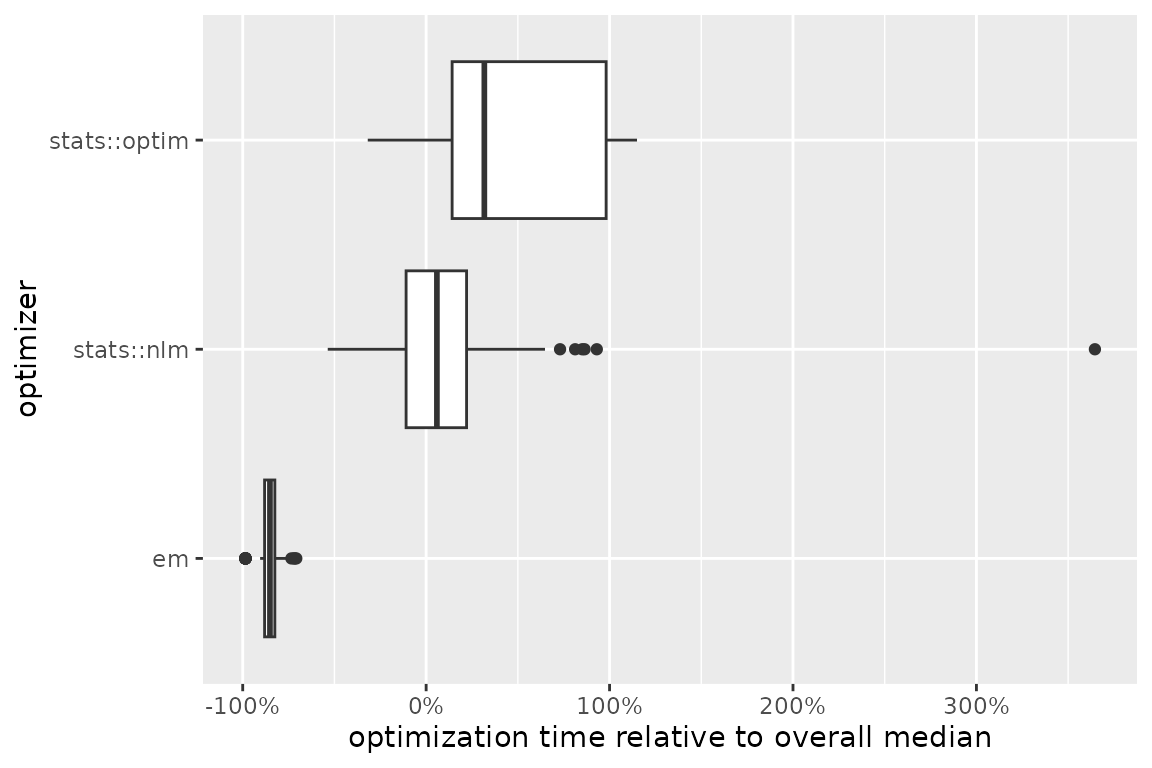 stats::optim
stats::nlm
em
optimizer
-100% 0% 100% 200% 300%
optimization time relative to overall median